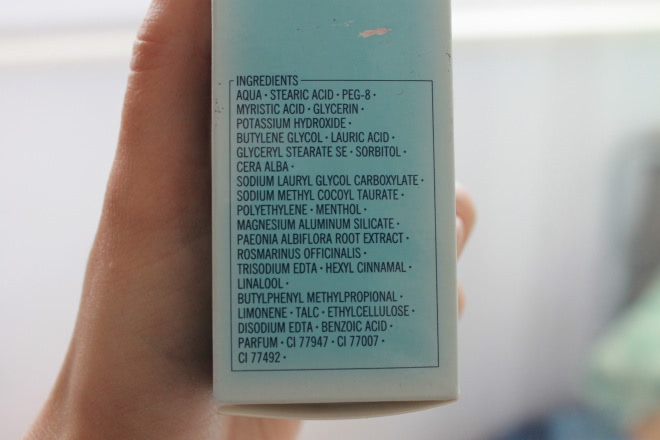 INGREDIENTS
AQUA • STEARIC ACID • PEG-8 •
MYRISTIC ACID • GLYCERIN •
POTASSIUM HYDROXIDE •
BUTYLENE GLYCOL • LAURIC ACID •
GLYCERYL STEARATE SE • SORBITOL •
CERA ALBA •
SODIUM LAURYL GLYCOL CARBOXYLATE •
SODIUM METHYL COCOYL TAURATE •
POLYETHYLENE • MENTHOL •
MAGNESIUM ALUMINUM SILICATE •
PAEONIA ALBIFLORA ROOT EXTRACT •
ROSMARINUS OFFICINALIS •
TRISODIUM EDTA • HEXYL CINNAMAL •
LINALOOL •
BUTYLPHENYL METHYLPROPIONAL •
LIMONENE • TALC • ETHYLCELLULOSE •
DISODIUM EDTA • BENZOIC ACID •
PARFUM • CI 77947 • CI 77007 •
CI 77492 •